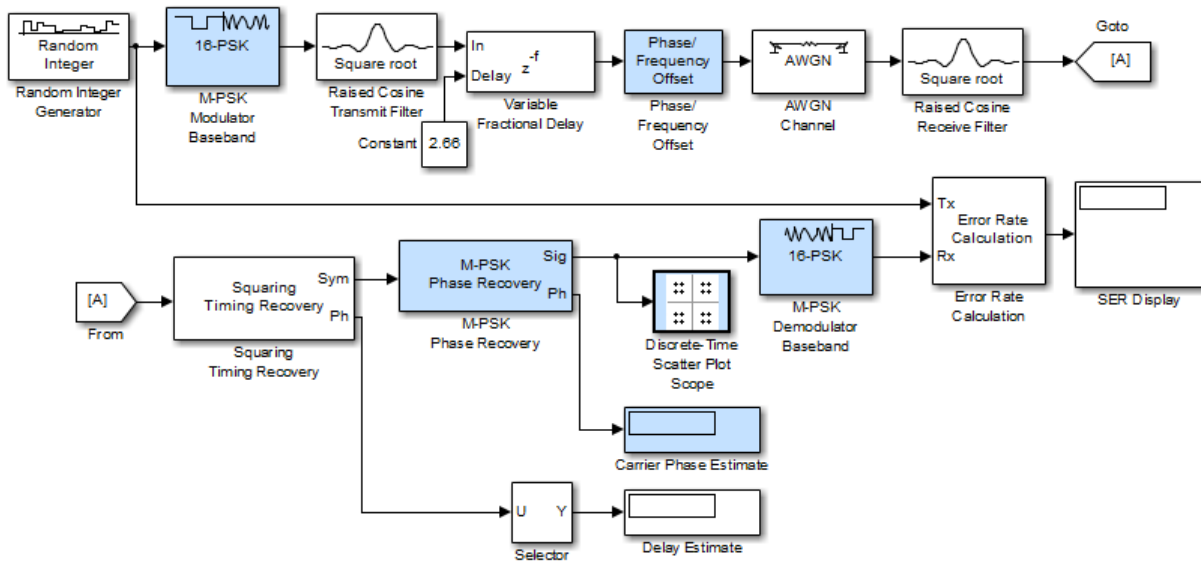 Random
Integer
Random Integer
Generator
16-PSK
M-PSK
Modulator
Baseband
Square root
Raised Cosine
Transmit Filter
Constant
2.66
In
Delay
z-f
Variable
Fractional Delay
Phase/
Frequency
Offset
Phase/
Frequency
Offset
AWGN
AWGN
Channel
Square root
Raised Cosine
Receive Filter
Goto
[A]
Tx
Rx
Error Rate
Calculation
Error Rate
Calculation
SER Display
[A]
From
Squaring
Timing Recovery
Sym
Ph
Squaring
Timing Recovery
M-PSK
Phase Recovery
Sig
Ph
M-PSK
Phase Recovery
Discrete-Time
Scatter Plot
Scope
16-PSK
M-PSK
Demodulator
Baseband
Carrier Phase Estimate
U
Y
Selector
Delay Estimate